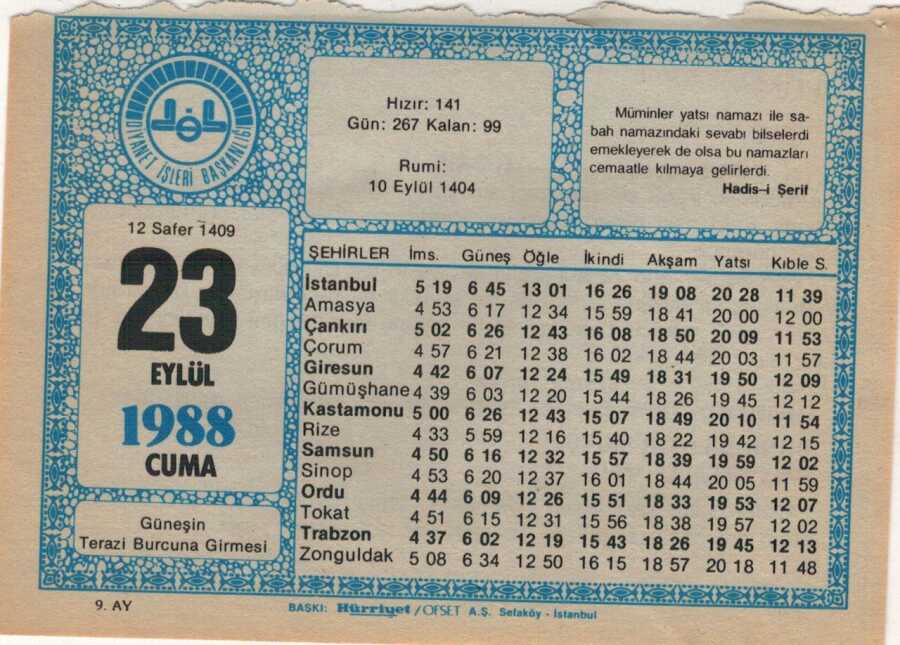 DİYANET İŞLERİ BAŞKANLIĞI
Hızır: 141
Gün: 267 Kalan: 99
Rumi:
10 Eylül 1404
Müminler yatsı namazı ile sa-
bah namazındaki sevabı bilselerdi
emekleyerek de olsa bu namazları
cemaatle kılmaya gelirlerdi.
Hadis-i Şerif
12 Safer 1409
23
EYLÜL
1988
CUMA
Güneşin
Terazi Burcuna Girmesi
ŞEHİRLER İms. Güneş Öğle İkindi Akşam Yatsı Kıble S.
İstanbul 5 19 6 45 13 01 16 26 19 08 20 28 11 39
Amasya 4 53 6 17 12 34 15 59 18 41 20 00 12 00
Çankırı 5 02 6 26 12 43 16 08 18 50 20 09 11 53
Çorum 4 57 6 21 12 38 16 02 18 44 20 03 11 57
Giresun 4 42 6 07 12 24 15 49 18 31 19 50 12 09
Gümüşhane 4 39 6 03 12 20 15 44 18 26 19 45 12 12
Kastamonu 5 00 6 26 12 43 15 07 18 49 20 10 11 54
Rize 4 33 5 59 12 16 15 40 18 22 19 42 12 15
Samsun 4 50 6 16 12 32 15 57 18 39 19 59 12 02
Sinop 4 53 6 20 12 37 16 01 18 44 20 05 11 59
Ordu 4 44 6 09 12 26 15 51 18 33 19 53 12 07
Tokat 4 51 6 15 12 31 15 56 18 38 19 57 12 02
Trabzon 4 37 6 02 12 19 15 43 18 26 19 45 12 13
Zonguldak 5 08 6 34 12 50 16 15 18 57 20 18 11 48
9. AY
BASKI: Hürriyet / OFSET A.Ş. Sefaköy - İstanbul